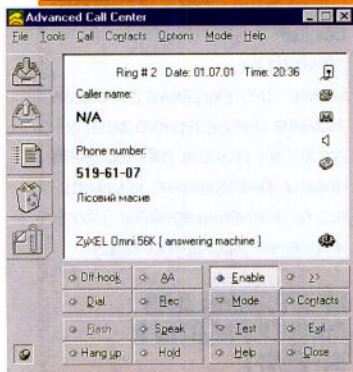 Advanced Call Center
File Tools Call Contacts Options Mode Help
Ring # 2 Date: 01.07.01 Time: 20:36
Caller name:
N/A
Phone number:
519-61-07
Лісовий масив
ZyXEL Omni 56K [ answering machine ]
Off-hook AA Enable >>
Dial Rec Mode Contacts
Flash Speak Test Exit
Hang up Hold Help Close